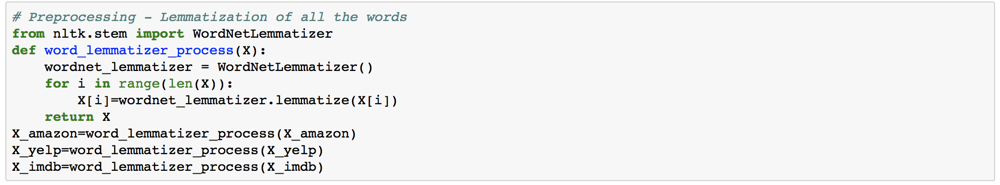 # Preprocessing - Lemmatization of all the words
from nltk.stem import WordNetLemmatizer
def word_lemmatizer_process(X):
    wordnet_lemmatizer = WordNetLemmatizer()
    for i in range(len(X)):
        X[i]=wordnet_lemmatizer.lemmatize(X[i])
    return X
X_amazon=word_lemmatizer_process(X_amazon)
X_yelp=word_lemmatizer_process(X_yelp)
X_imdb=word_lemmatizer_process(X_imdb)